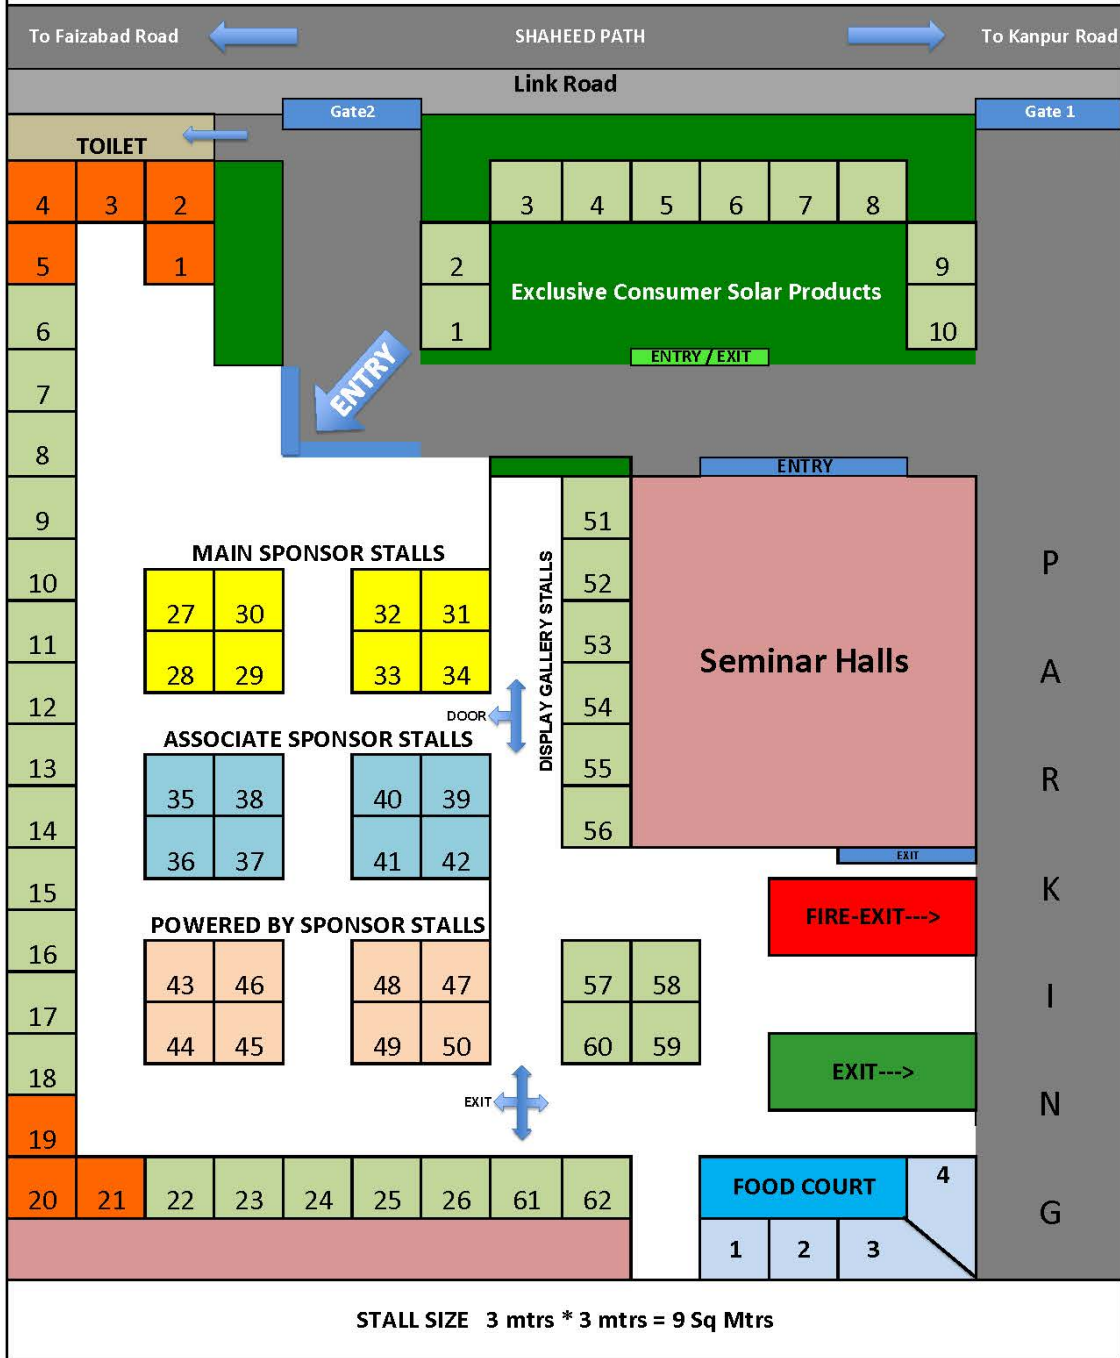 To Faizabad Road
SHAHEED PATH
To Kanpur Road
Link Road
Gate2
Gate 1
TOILET
4 3 2
3 4 5 6 7 8
5 1
2
9
Exclusive Consumer Solar Products
6
1
10
ENTRY / EXIT
7
ENTRY
8
ENTRY
9
51
MAIN SPONSOR STALLS
10
52
27 30 32 31
11
53
28 29 33 34
Seminar Halls
DISPLAY GALLERY STALLS
12
54
DOOR
ASSOCIATE SPONSOR STALLS
13
55
35 38 40 39
14
56
36 37 41 42
EXIT
15
POWERED BY SPONSOR STALLS
FIRE-EXIT--->
16
43 46 48 47 57 58
17
44 45 49 50 60 59
18
EXIT--->
EXIT
19
20 21 22 23 24 25 26 61 62
FOOD COURT
4
1 2 3
P
A
R
K
I
N
G
STALL SIZE 3 mtrs * 3 mtrs = 9 Sq Mtrs